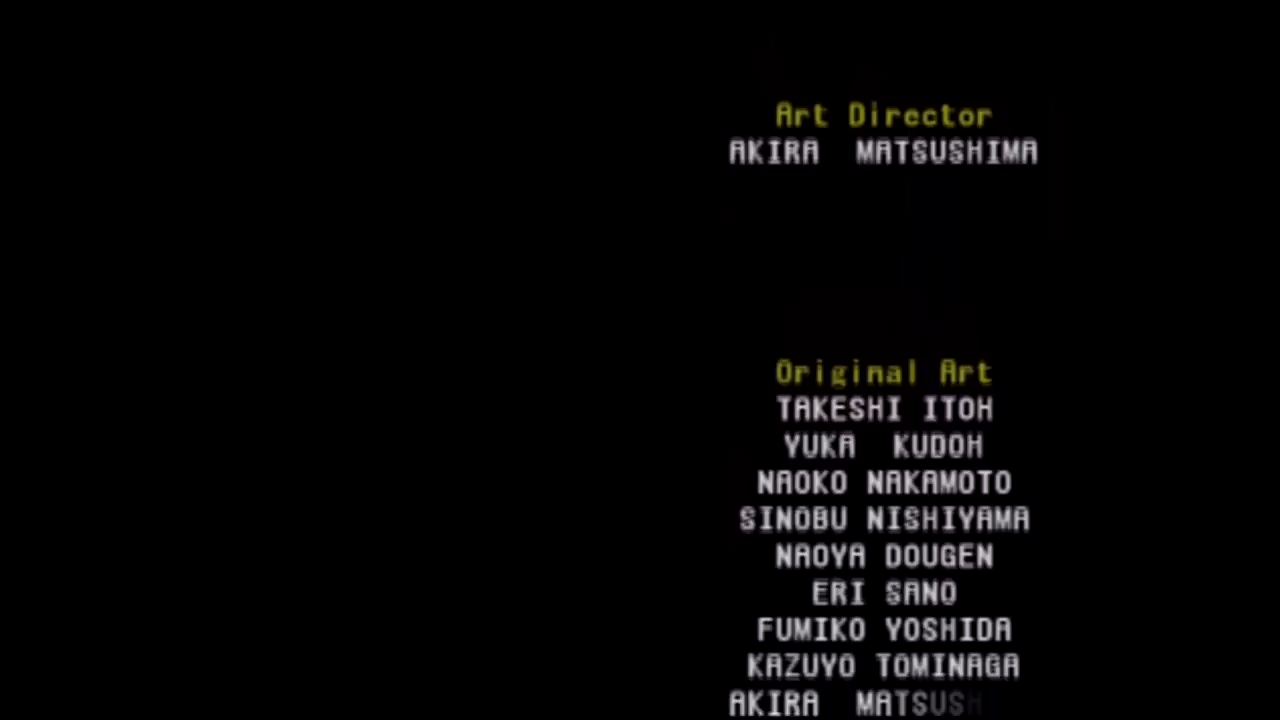 Art Director
AKIRA MATSUSHIMA
Original Art
TAKESHI ITOH
YUKA KUDOH
NAOKO NAKAMOTO
SINOBU NISHIYAMA
NAOYA DOUGEN
ERI SANO
FUMIKO YOSHIDA
KAZUYO TOMINAGA
AKIRA